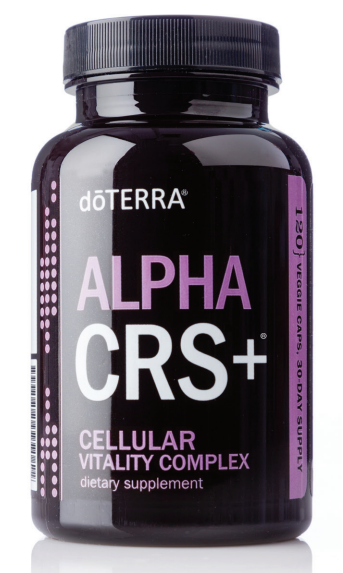 dōTERRA®
ALPHA
CRS+®
CELLULAR
VITALITY COMPLEX
dietary supplement
120} VEGGIE CAPS, 30-DAY SUPPLY